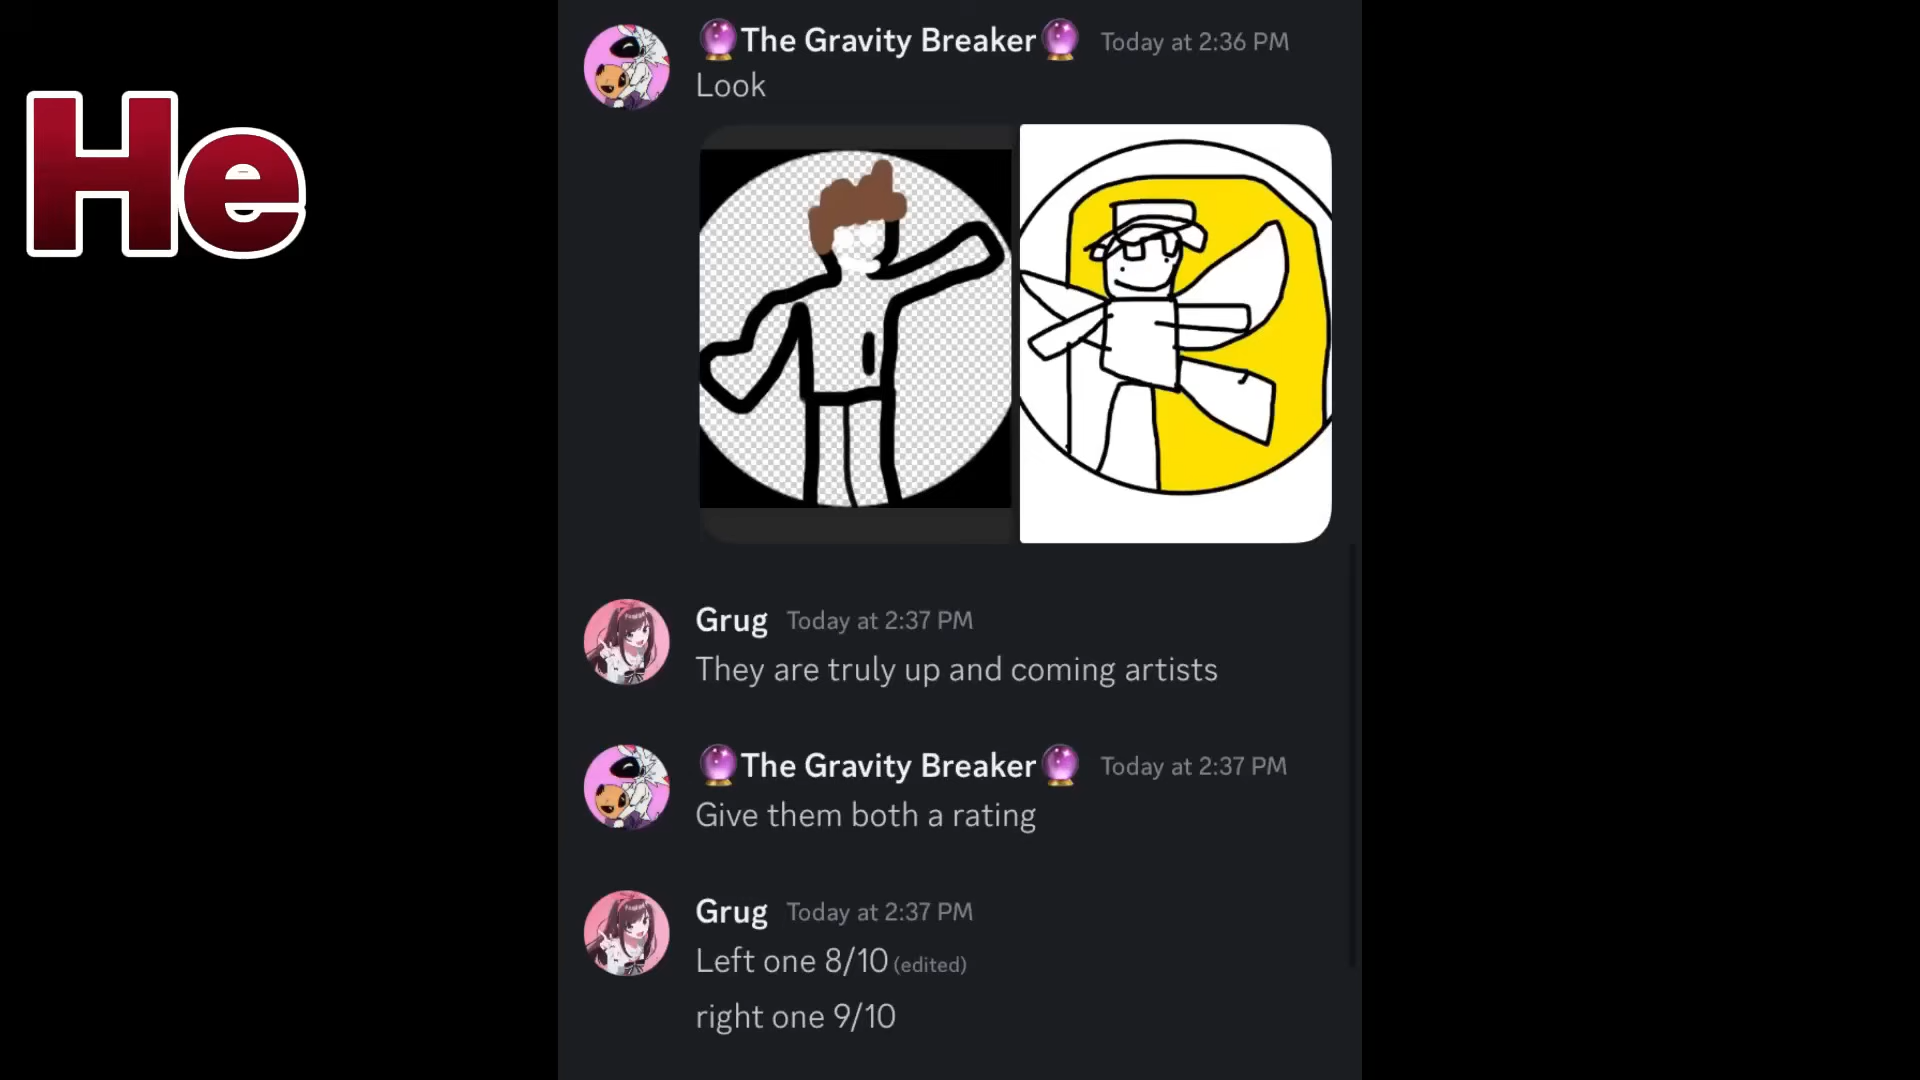 He
🔮The Gravity Breaker🔮 Today at 2:36 PM
Look
Grug Today at 2:37 PM
They are truly up and coming artists
🔮The Gravity Breaker🔮 Today at 2:37 PM
Give them both a rating
Grug Today at 2:37 PM
Left one 8/10 (edited)
right one 9/10